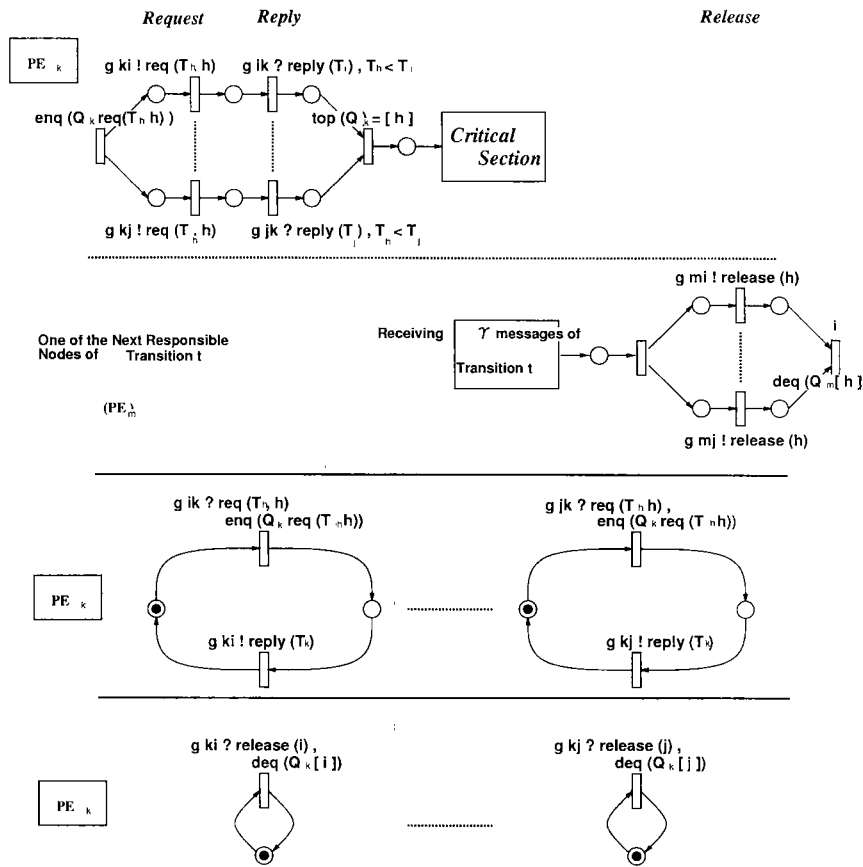 Request Reply Release
PE k
g ki ! req (T h h) g ik ? reply (T i) , T h < T i
enq (Q k req(T h h) ) top (Q k) = [ h ]
Critical
Section
g kj ! req (T h h) g jk ? reply (T j) , T h < T j
g mi ! release (h)
i
One of the Next Responsible
Nodes of Transition t
Receiving ϒ messages of
Transition t
deq (Q m [ h ]
(PE m)
g mj ! release (h)
g ik ? req (T h, h) g jk ? req (T h h) ,
enq (Q k req (T h h)) enq (Q k req (T h h))
PE k
g ki ! reply (T k) g kj ! reply (T k)
g ki ? release (i) , g kj ? release (j) ,
deq (Q k [ i ]) deq (Q k [ j ])
PE k